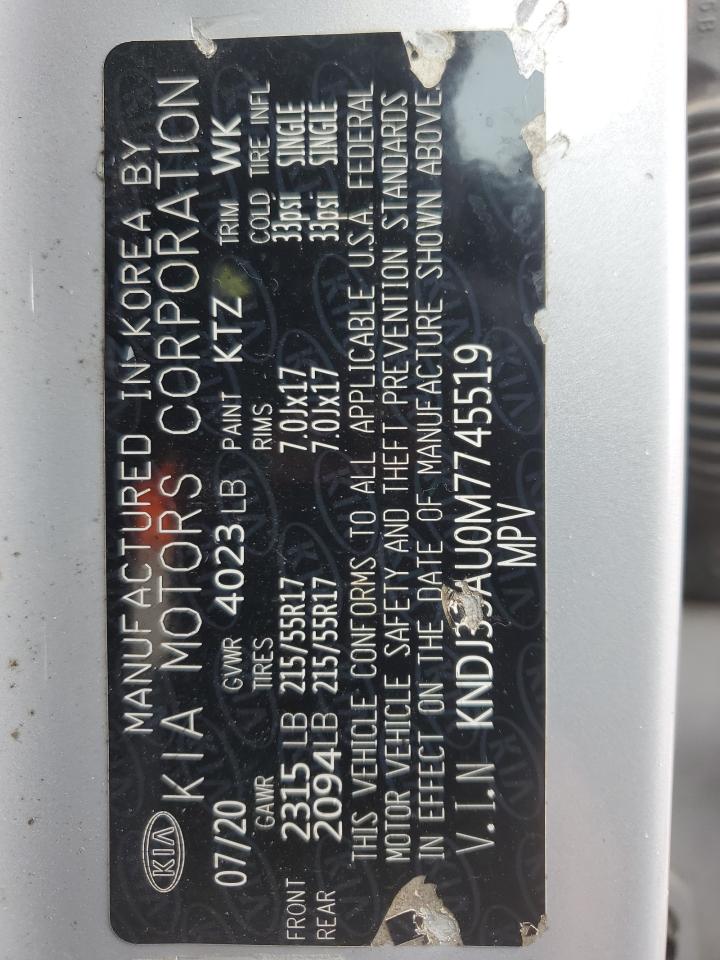 MANUFACTURED IN KOREA BY
KIA KIA MOTORS CORPORATION
07/20 GVWR 4023 LB PAINT KTZ TRIM WK
GAWR TIRES RIMS COLD TIRE INFL
FRONT 2315 LB 215/55R17 7.0Jx17 33psi SINGLE
REAR 2094 LB 215/55R17 7.0Jx17 33psi SINGLE
THIS VEHICLE CONFORMS TO ALL APPLICABLE U.S.A. FEDERAL
MOTOR VEHICLE SAFETY AND THEFT PREVENTION STANDARDS
IN EFFECT ON THE DATE OF MANUFACTURE SHOWN ABOVE.
V.I.N
MPV